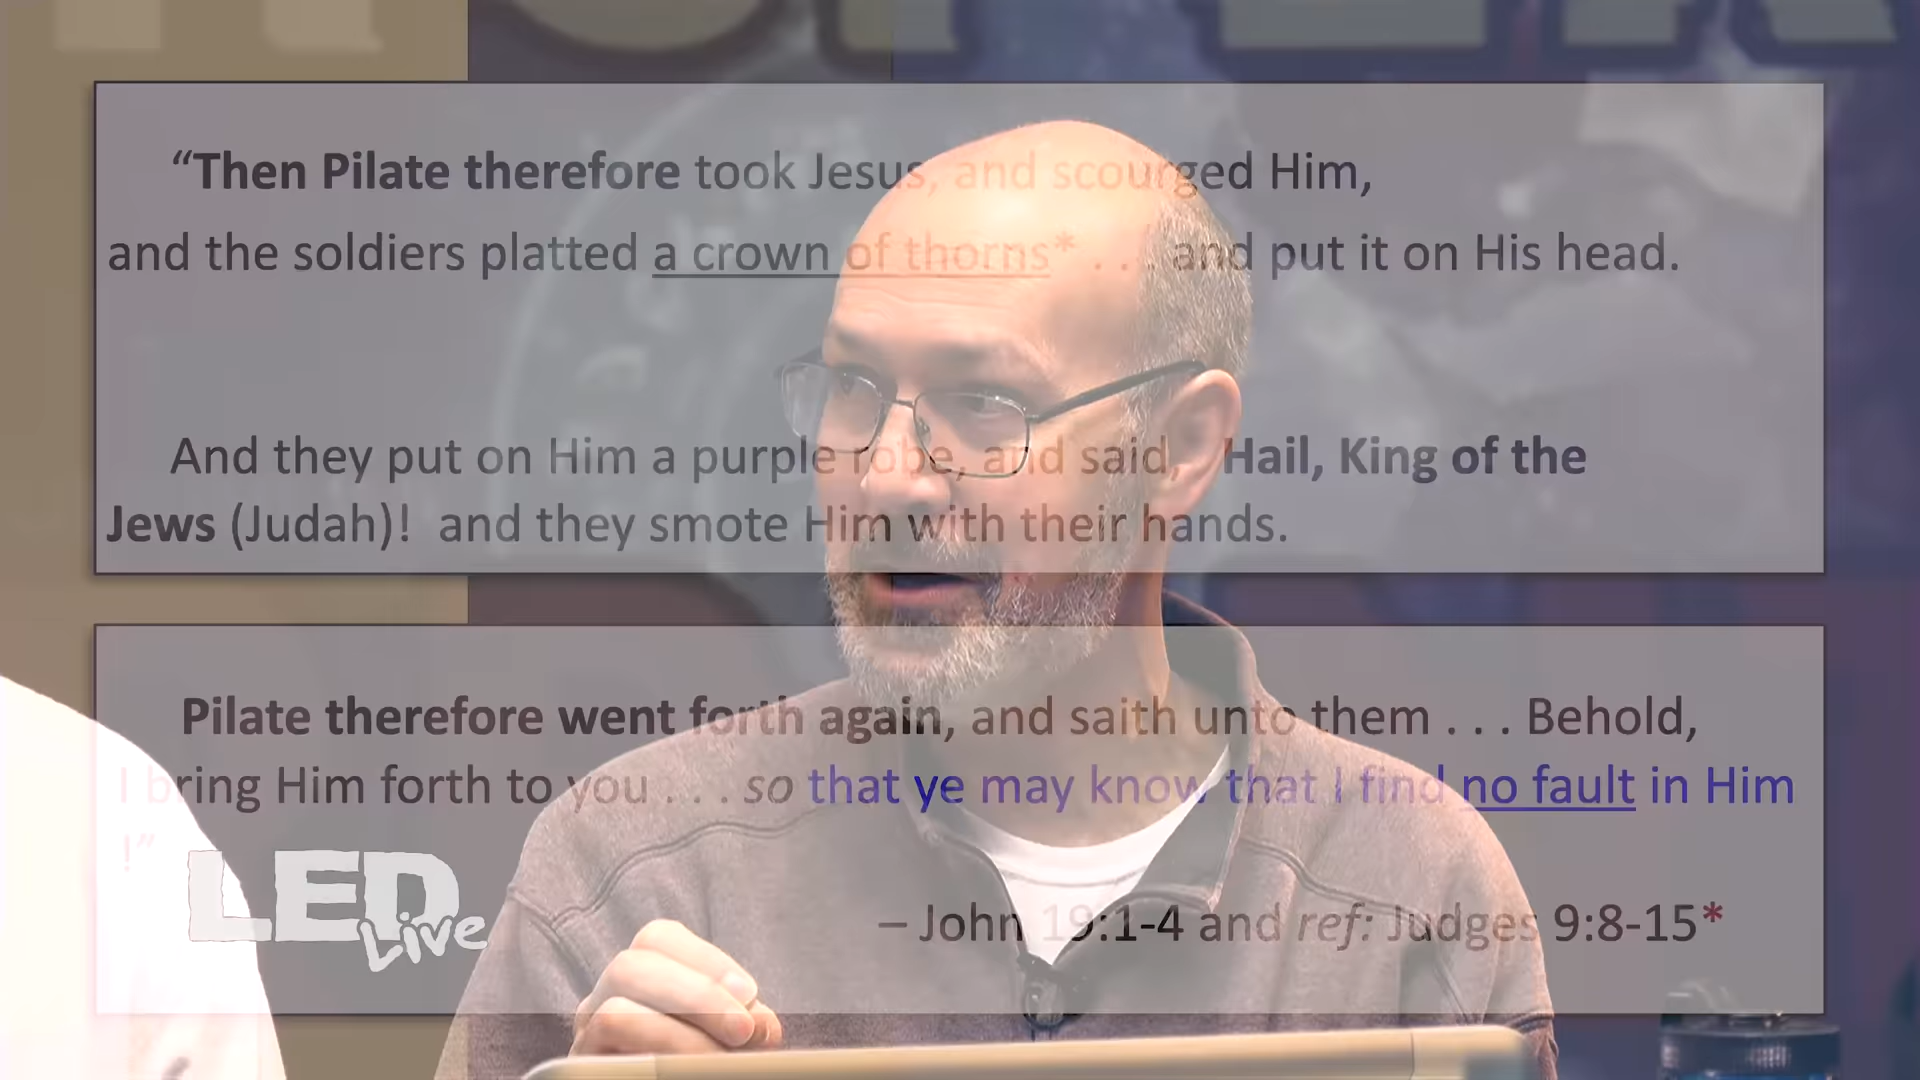 “Then Pilate therefore took Jesus, and scourged Him,
and the soldiers platted a crown of thorns* . . . and put it on His head.
And they put on Him a purple robe, and said, Hail, King of the
Jews (Judah)! and they smote Him with their hands.
Pilate therefore went forth again, and saith unto them . . . Behold,
I bring Him forth to you . . . so that ye may know that I find no fault in Him
!”
– John 19:1-4 and ref: Judges 9:8-15*
LED
Live